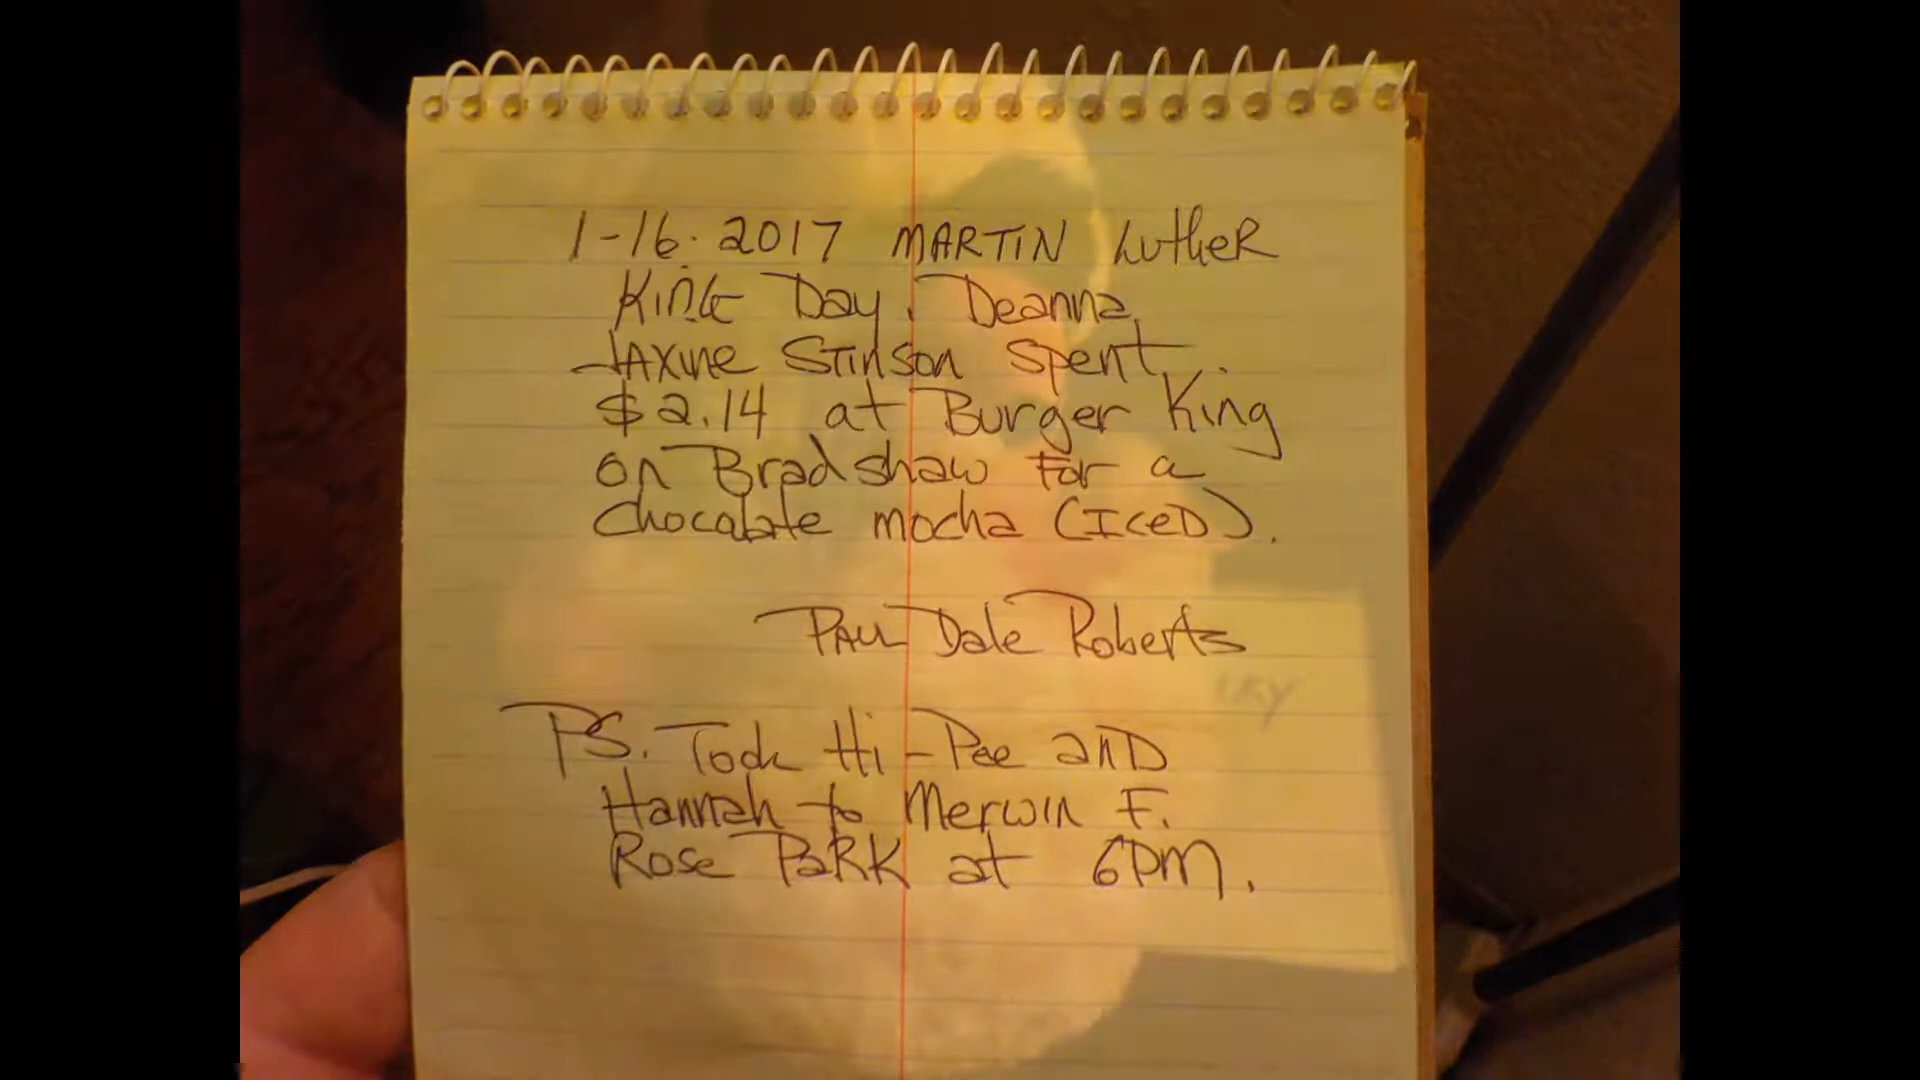 1-16-2017 MARTIN LutheR
KinG Day. Deanna
JAXINE Stinson spent
$2.14 at Burger King
on Bradshaw For a
chocolate mocha (IceD).
PAUL Dale Roberts
PS. Took Hi-Pee anD
Hannah to Merwin F.
Rose PaRK at 6PM.